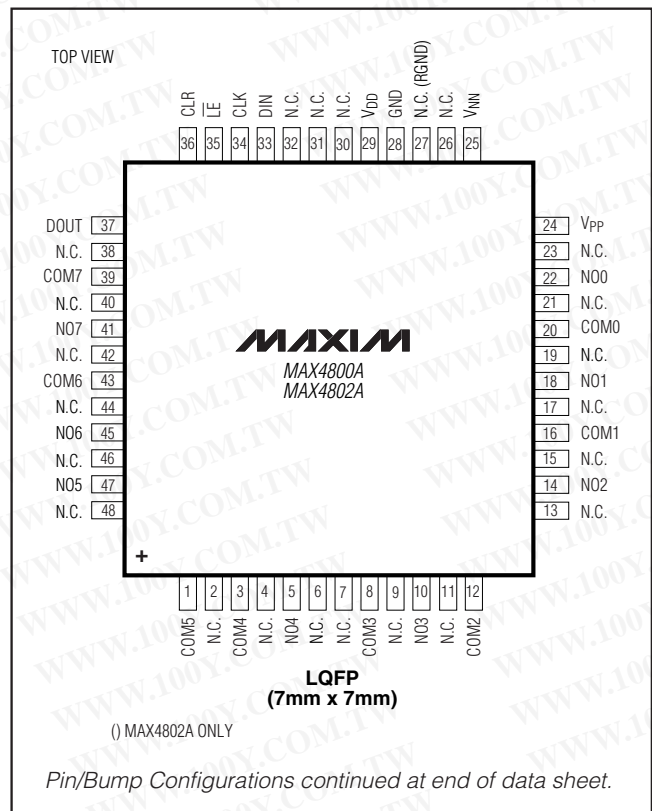 TOP VIEW
CLR
LE
CLK
DIN
N.C.
N.C.
N.C.
VDD
GND
N.C. (RGND)
N.C.
VNN
36 35 34 33 32 31 30 29 28 27 26 25
DOUT 37
N.C. 38
COM7 39
N.C. 40
NO7 41
N.C. 42
COM6 43
N.C. 44
NO6 45
N.C. 46
NO5 47
N.C. 48
MAXIM
MAX4800A
MAX4802A
24 VPP
23 N.C.
22 NO0
21 N.C.
20 COM0
19 N.C.
18 NO1
17 N.C.
16 COM1
15 N.C.
14 NO2
13 N.C.
+
1 2 3 4 5 6 7 8 9 10 11 12
COM5
N.C.
COM4
N.C.
NO4
N.C.
N.C.
COM3
N.C.
NO3
N.C.
COM2
LQFP
(7mm x 7mm)
() MAX4802A ONLY
Pin/Bump Configurations continued at end of data sheet.
WWW.100Y.COM.TW